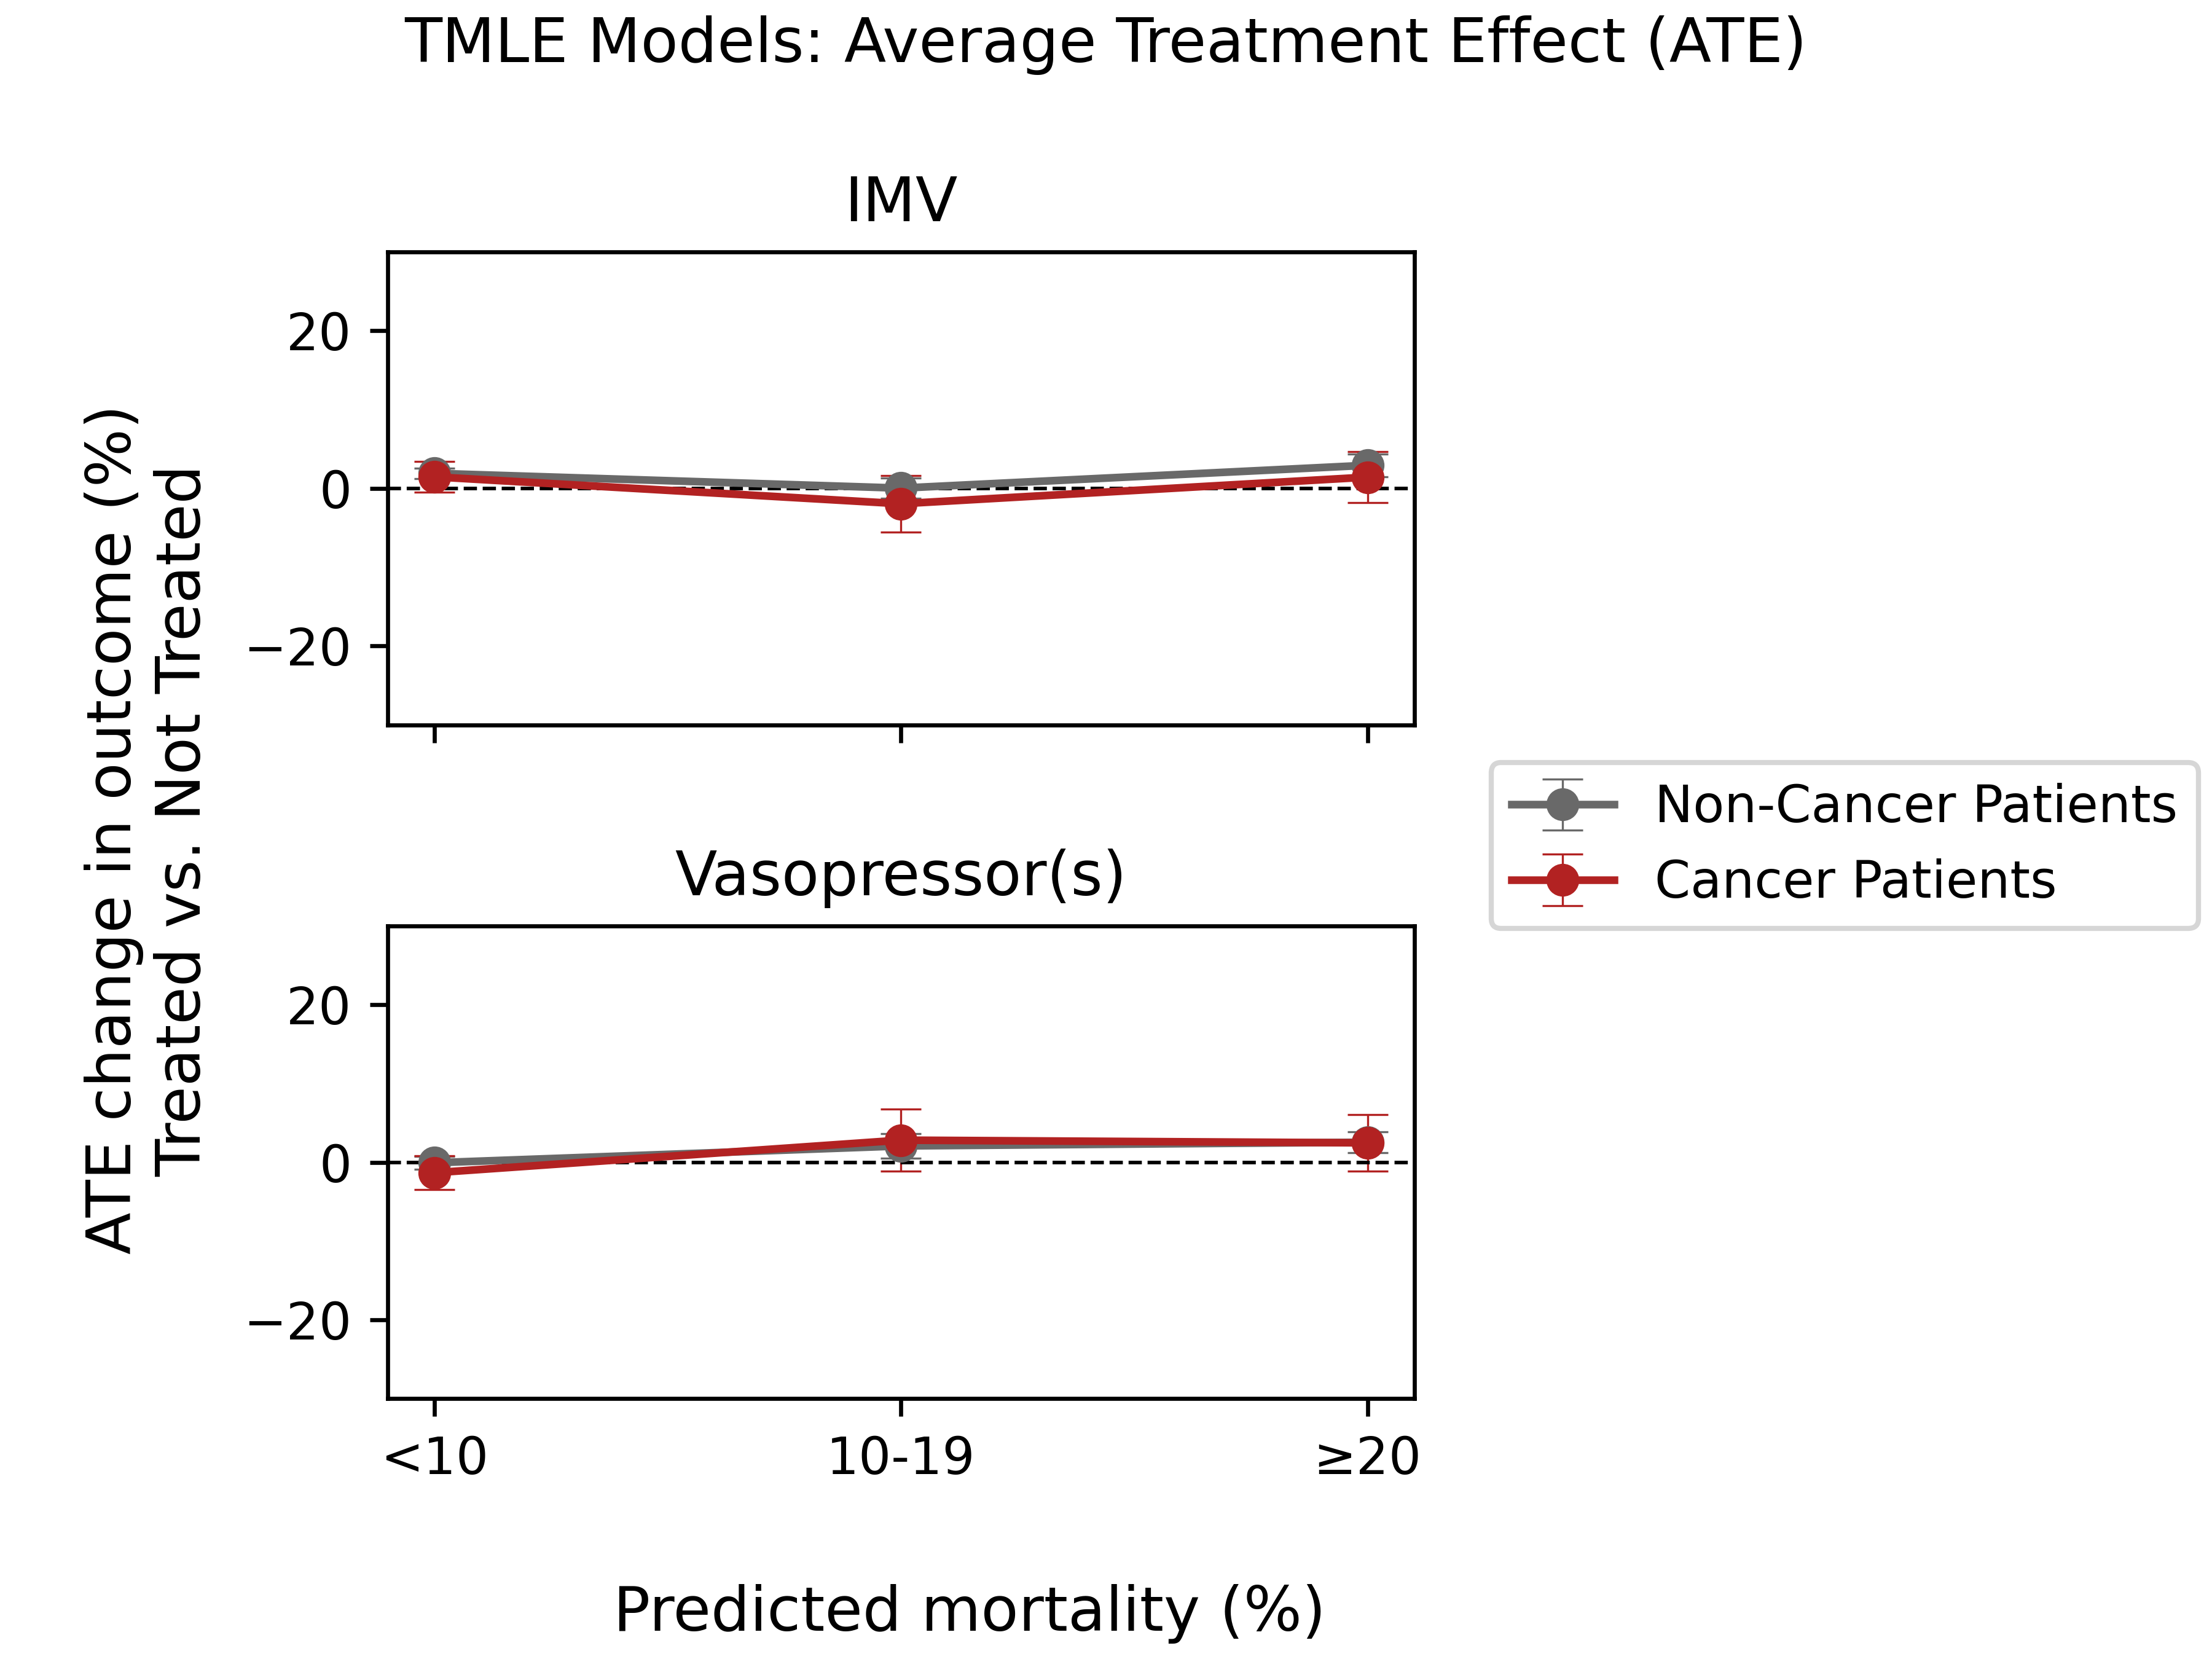 TMLE Models: Average Treatment Effect (ATE)
IMV
20
0
−20
ATE change in outcome (%)
Treated vs. Not Treated
Non-Cancer Patients
Cancer Patients
Vasopressor(s)
20
0
−20
<10
10-19
≥20
Predicted mortality (%)